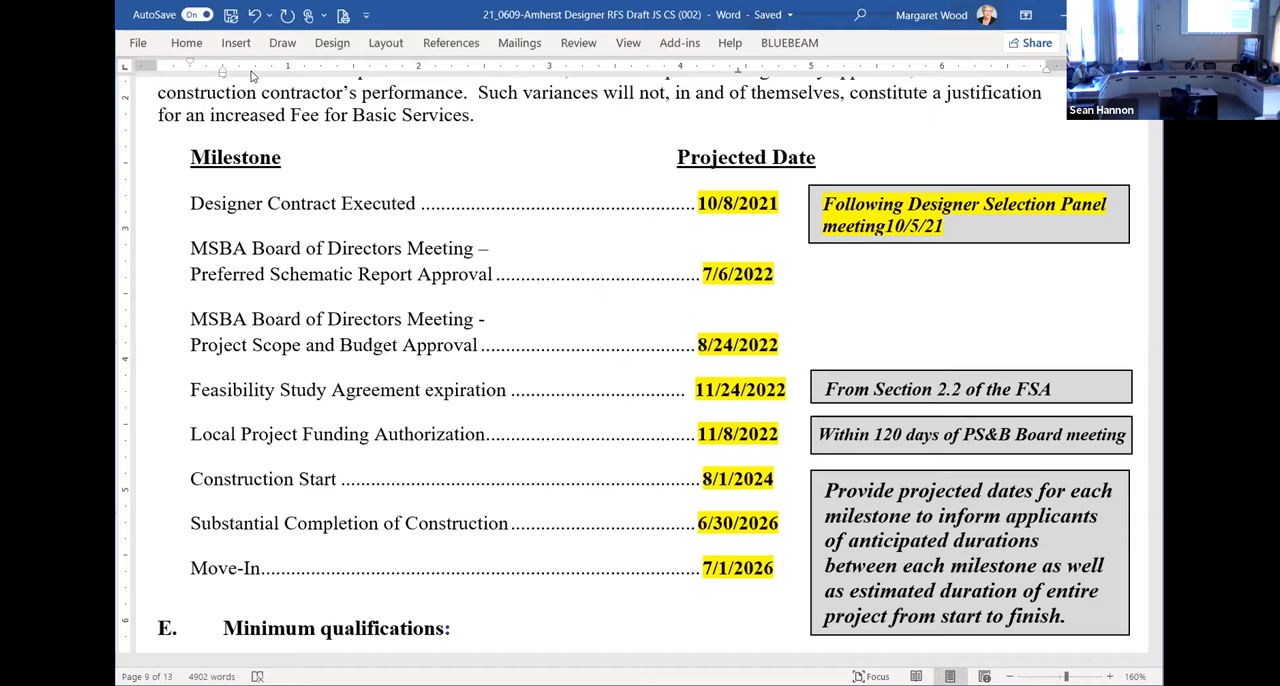 AutoSave On 21_0609-Amherst Designer RFS Draft JS CS (002) - Word - Saved Margaret Wood
File Home Insert Draw Design Layout References Mailings Review View Add-ins Help BLUEBEAM Share
Sean Hannon
1 2 3 4 5 6
construction contractor's performance. Such variances will not, in and of themselves, constitute a justification
for an increased Fee for Basic Services.
Milestone Projected Date
Designer Contract Executed 10/8/2021
Following Designer Selection Panel
meeting10/5/21
MSBA Board of Directors Meeting –
Preferred Schematic Report Approval 7/6/2022
MSBA Board of Directors Meeting -
Project Scope and Budget Approval 8/24/2022
Feasibility Study Agreement expiration 11/24/2022 From Section 2.2 of the FSA
Local Project Funding Authorization 11/8/2022 Within 120 days of PS&B Board meeting
Construction Start 8/1/2024
Substantial Completion of Construction 6/30/2026
Move-In 7/1/2026
Provide projected dates for each
milestone to inform applicants
of anticipated durations
between each milestone as well
as estimated duration of entire
project from start to finish.
E. Minimum qualifications:
Page 9 of 13 4902 words Focus 160%